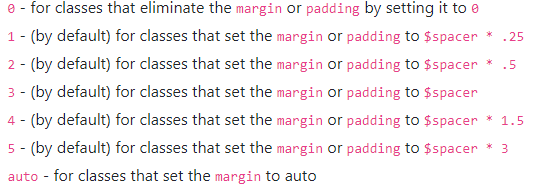 0 - for classes that eliminate the margin or padding by setting it to 0
1 - (by default) for classes that set the margin or padding to $spacer * .25
2 - (by default) for classes that set the margin or padding to $spacer * .5
3 - (by default) for classes that set the margin or padding to $spacer
4 - (by default) for classes that set the margin or padding to $spacer * 1.5
5 - (by default) for classes that set the margin or padding to $spacer * 3
auto - for classes that set the margin to auto